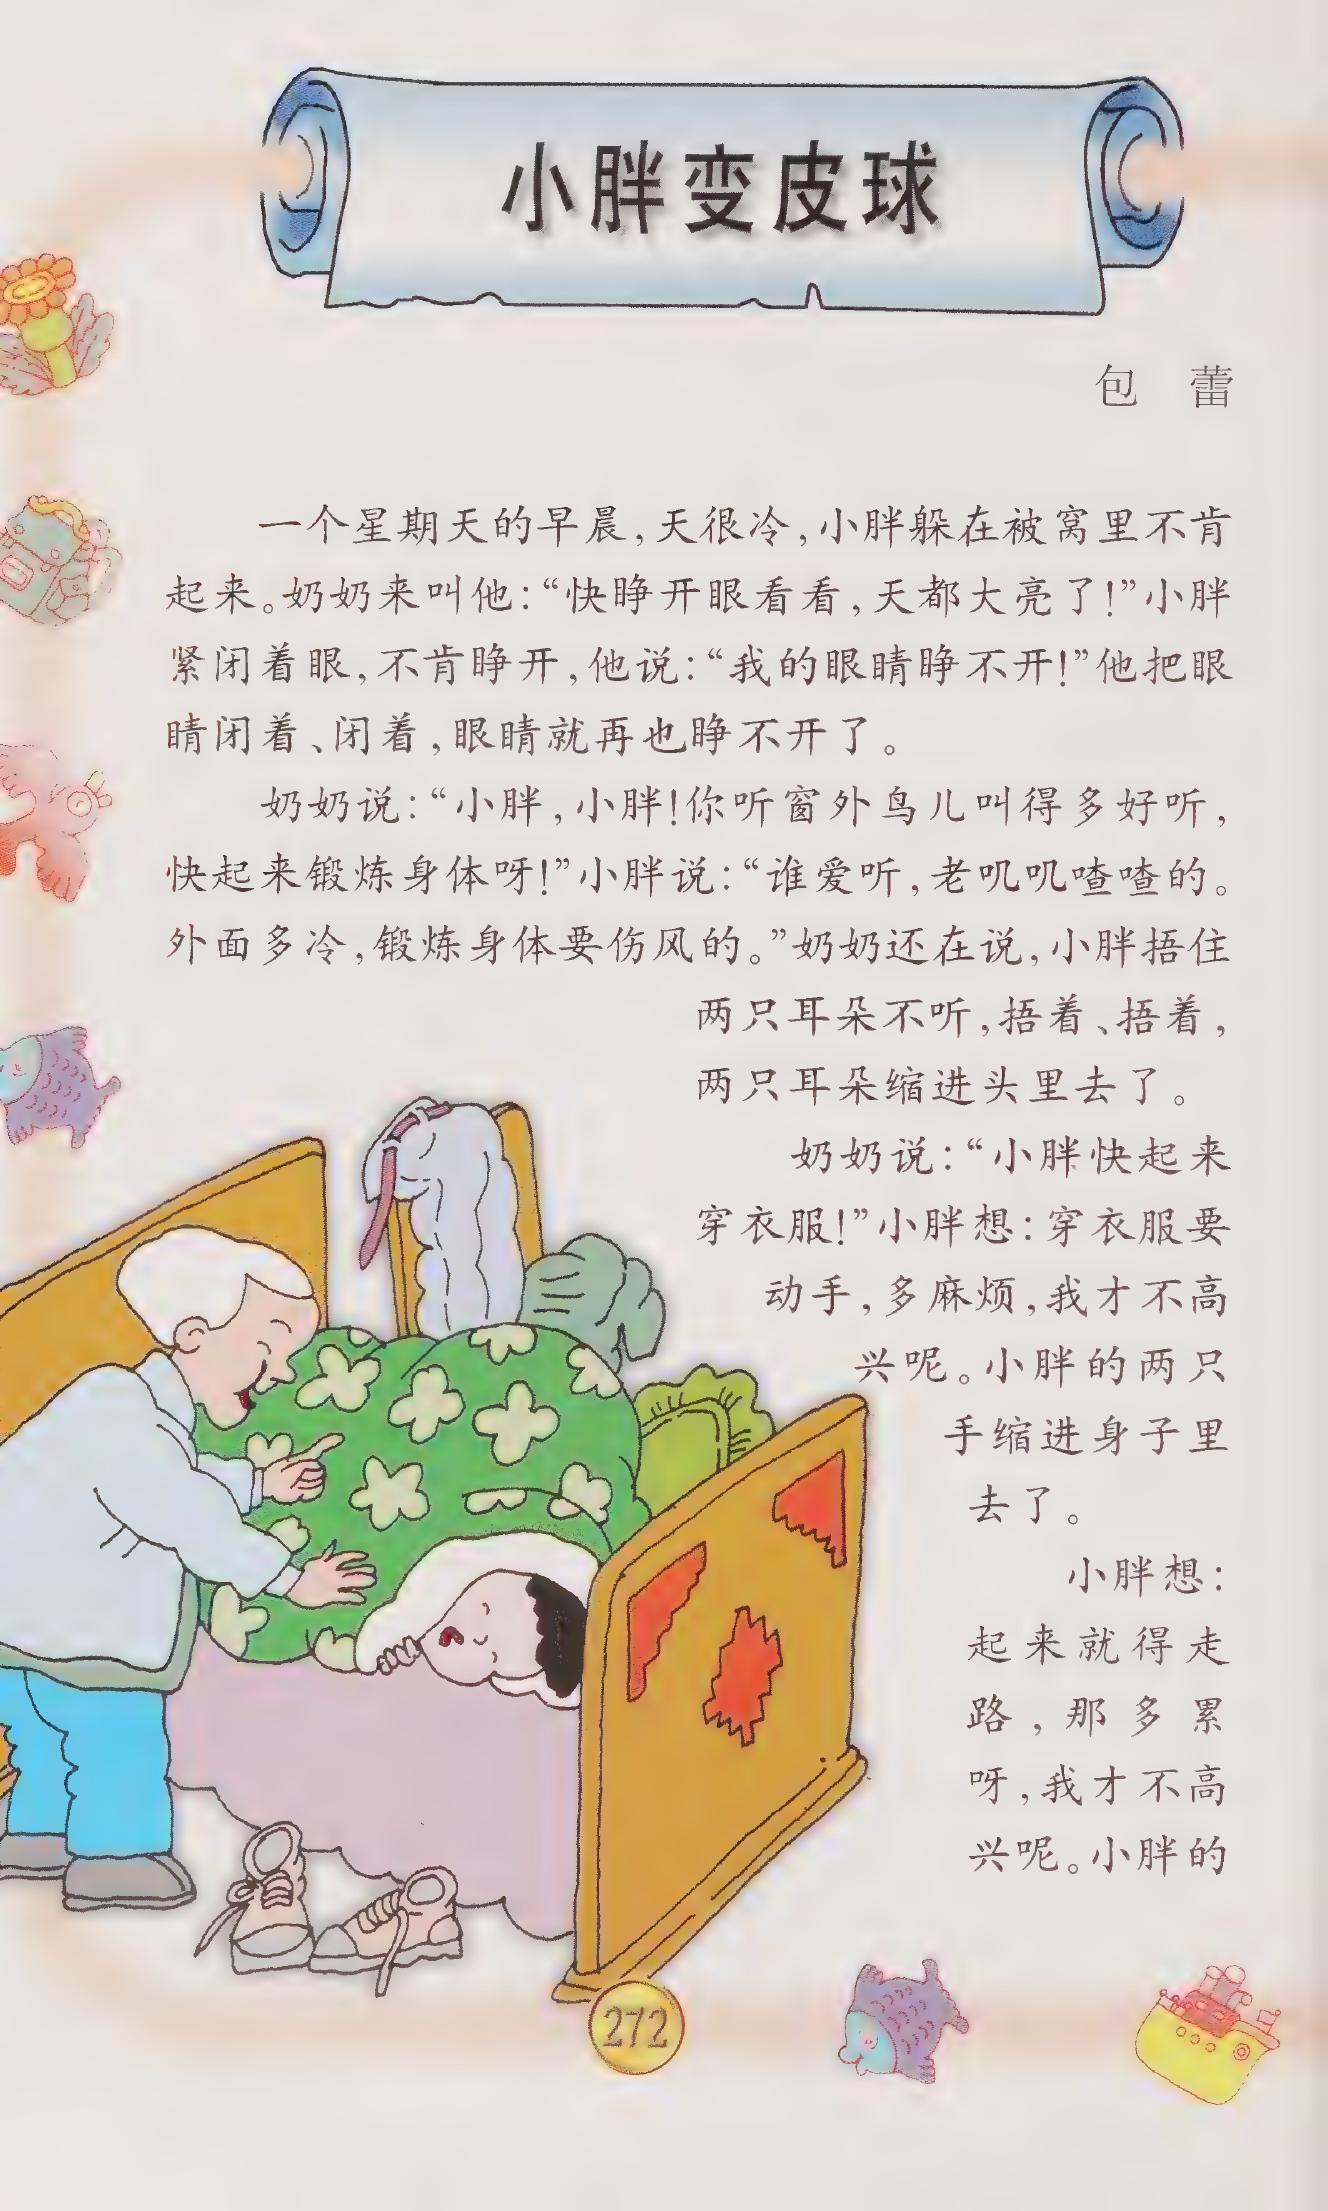 小胖变皮球
包 蕾
一个星期天的早晨,天很冷,小胖躲在被窝里不肯
起来。奶奶来叫他:“快睁开眼看看,天都大亮了!”小胖
紧闭着眼,不肯睁开,他说:“我的眼睛睁不开!”他把眼
睛闭着、闭着,眼睛就再也睁不开了。
奶奶说:“小胖,小胖!你听窗外鸟儿叫得多好听,
快起来锻炼身体呀!”小胖说:“谁爱听,老叽叽喳喳的。
外面多冷,锻炼身体要伤风的。”奶奶还在说,小胖捂住
两只耳朵不听,捂着、捂着,
两只耳朵缩进头里去了。
奶奶说:“小胖快起来
穿衣服!”小胖想:穿衣服要
动手,多麻烦,我才不高
兴呢。小胖的两只
手缩进身子里
去了。
小胖想:
起来就得走
路,那多累
呀,我才不高
兴呢。小胖的
272